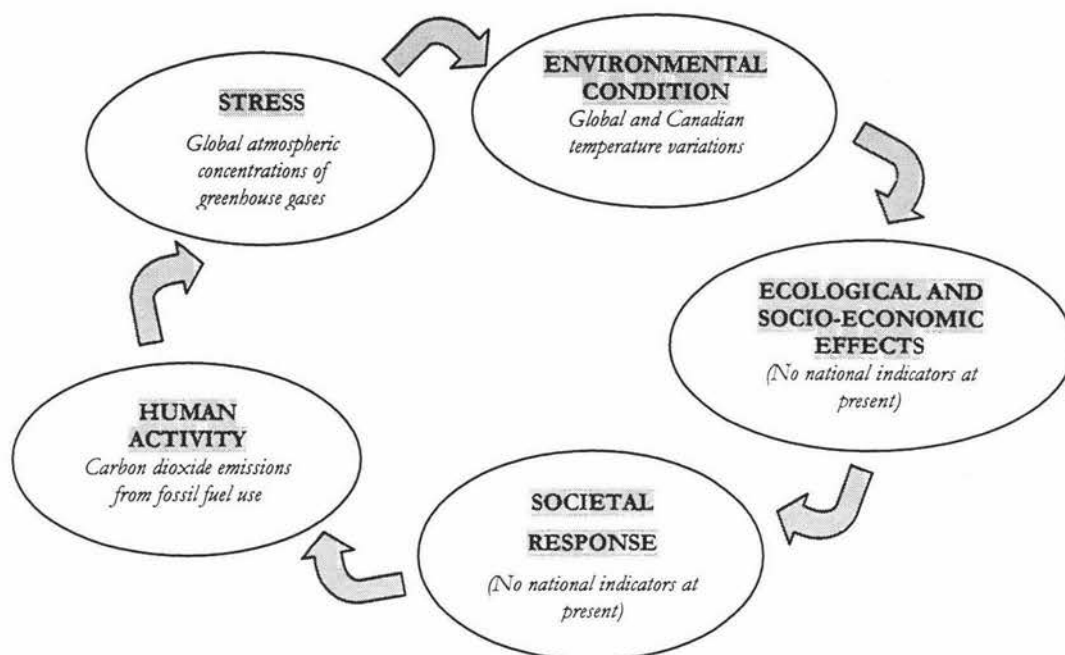 STRESS
Global atmospheric
concentrations of
greenhouse gases
ENVIRONMENTAL
CONDITION
Global and Canadian
temperature variations
ECOLOGICAL AND
SOCIO-ECONOMIC
EFFECTS
(No national indicators at
present)
SOCIETAL
RESPONSE
(No national indicators at
present)
HUMAN
ACTIVITY
Carbon dioxide emissions
from fossil fuel use